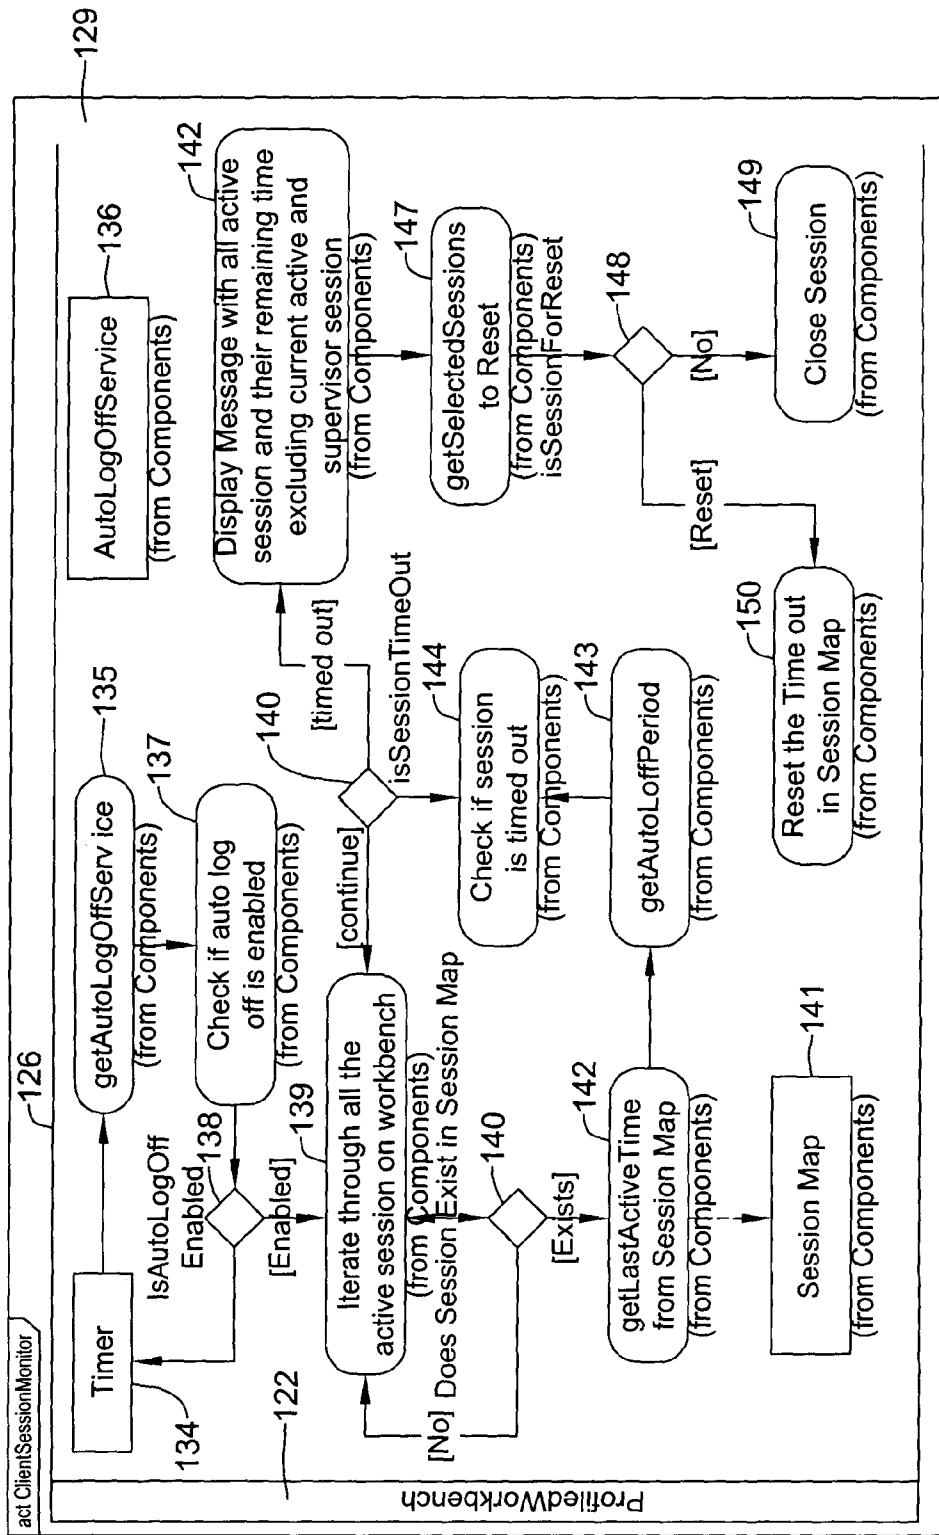 act ClientSessionMonitor
126
129
ProfiledWorkbench
122
Timer
134
getAutoLogOffServ ice
(from Components)
135
AutoLogOffService
(from Components)
136
Check if auto log
off is enabled
(from Components)
137
IsAutoLogOff
Enabled
138
[Enabled]
Iterate through all the
active session on workbench
(from Components)
139
[continue]
140
isSessionTimeOut
[timed out]
Display Message with all active
session and their remaining time
excluding current active and
supervisor session
(from Components)
142
[No]
Does Session Exist in Session Map
140
[Exists]
Check if session
is timed out
(from Components)
144
getSelectedSessions
to Reset
(from Components)
147
isSessionForReset
148
getLastActiveTime
from Session Map
(from Components)
142
getAutoLoffPeriod
(from Components)
143
[Reset]
[No]
Session Map
(from Components)
141
Reset the Time out
in Session Map
(from Components)
150
Close Session
(from Components)
149